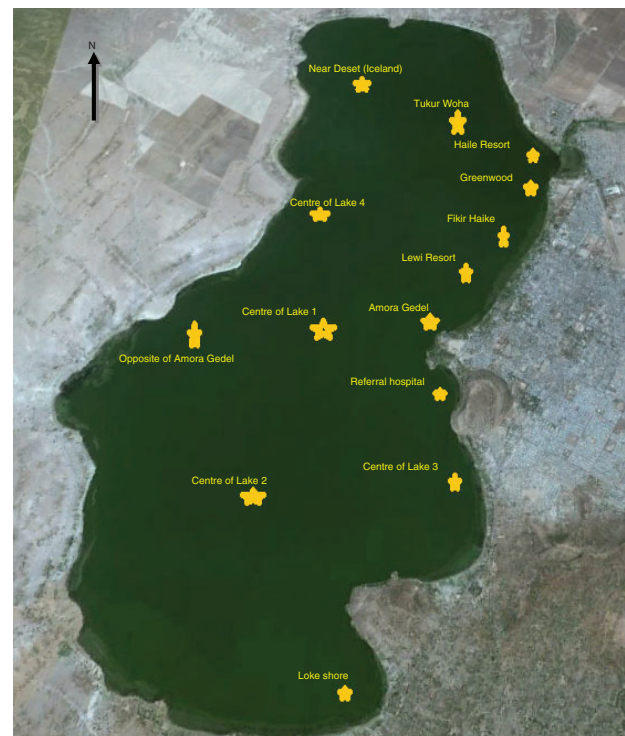 N
Near Deset (Iceland)
Tukur Woha
Haile Resort
Greenwood
Centre of Lake 4
Fikir Haike
Lewi Resort
Centre of Lake 1
Amora Gedel
Opposite of Amora Gedel
Referral hospital
Centre of Lake 3
Centre of Lake 2
Loke shore